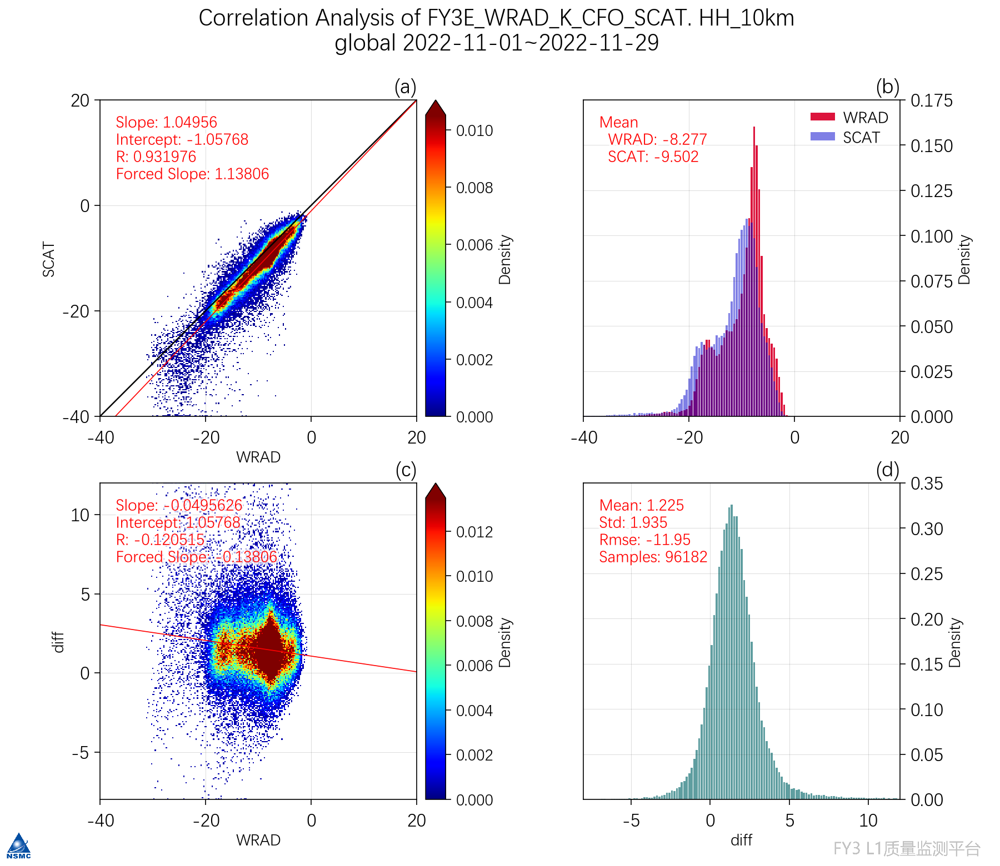 Correlation Analysis of FY3E_WRAD_K_CFO_SCAT. HH_10km
global 2022-11-01~2022-11-29
(a)
20
0
-20
-40
-40
-20
0
20
SCAT
WRAD
Slope: 1.04956
Intercept: -1.05768
R: 0.931976
Forced Slope: 1.13806
0.010
0.008
0.006
0.004
0.002
0.000
Density
(b)
Mean
WRAD: -8.277
SCAT: -9.502
WRAD
SCAT
0.175
0.150
0.125
0.100
0.075
0.050
0.025
0.000
Density
-40
-20
0
20
(c)
10
5
0
-5
diff
Slope: -0.0495626
Intercept: 1.05768
R: -0.120515
Forced Slope: -0.13806
-40
-20
0
20
WRAD
0.012
0.010
0.008
0.006
0.004
0.002
0.000
Density
(d)
Mean: 1.225
Std: 1.935
Rmse: -11.95
Samples: 96182
0.35
0.30
0.25
0.20
0.15
0.10
0.05
0.00
Density
-5
0
5
10
diff
NSMC
FY3 L1质量监测平台